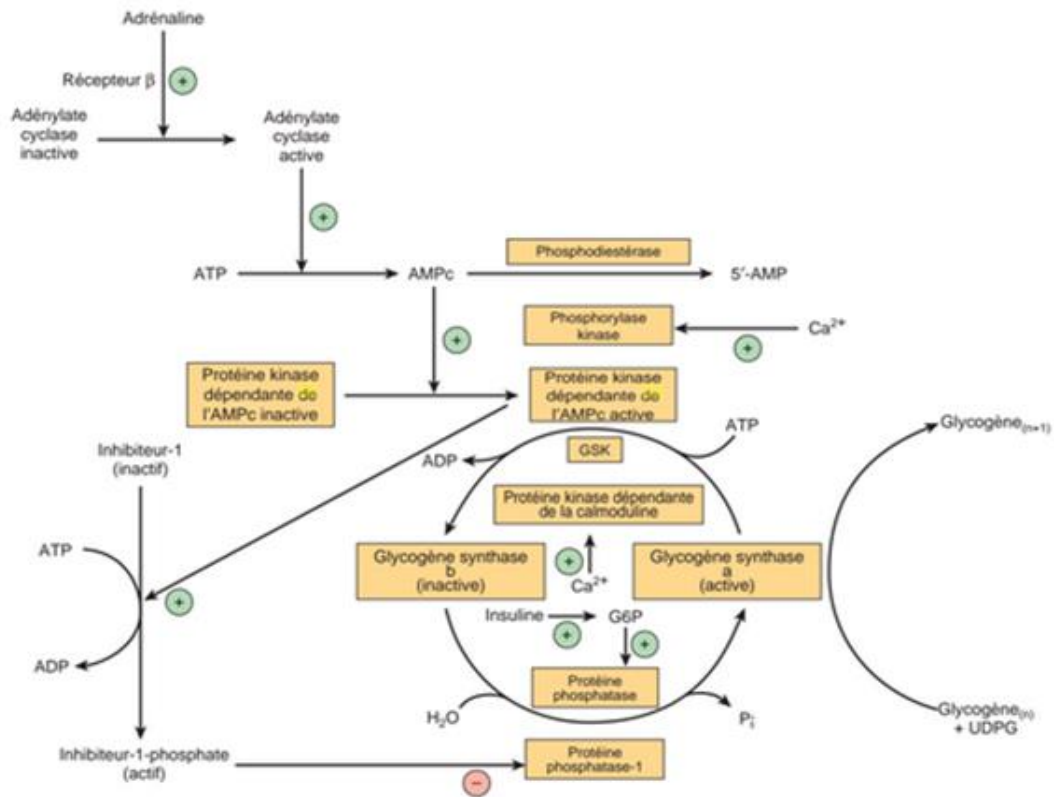 Adrénaline
Récepteur β
+
Adénylate
cyclase
inactive
Adénylate
cyclase
active
+
ATP
AMPc
Phosphodiestérase
5′-AMP
+
Phosphorylase
kinase
Ca²⁺
+
Protéine kinase
dépendante de
l'AMPc inactive
Protéine kinase
dépendante de
l'AMPc active
ATP
Glycogène(n+1)
Inhibiteur-1
(inactif)
ADP
GSK
Protéine kinase dépendante
de la calmoduline
ATP
Glycogène synthase
b
(inactive)
+
Ca²⁺
Glycogène synthase
a
(active)
+
Insuline
+
G6P
+
ADP
Protéine
phosphatase
H₂O
Pi
Glycogène(n)
+ UDPG
Inhibiteur-1-phosphate
(actif)
−
Protéine
phosphatase-1